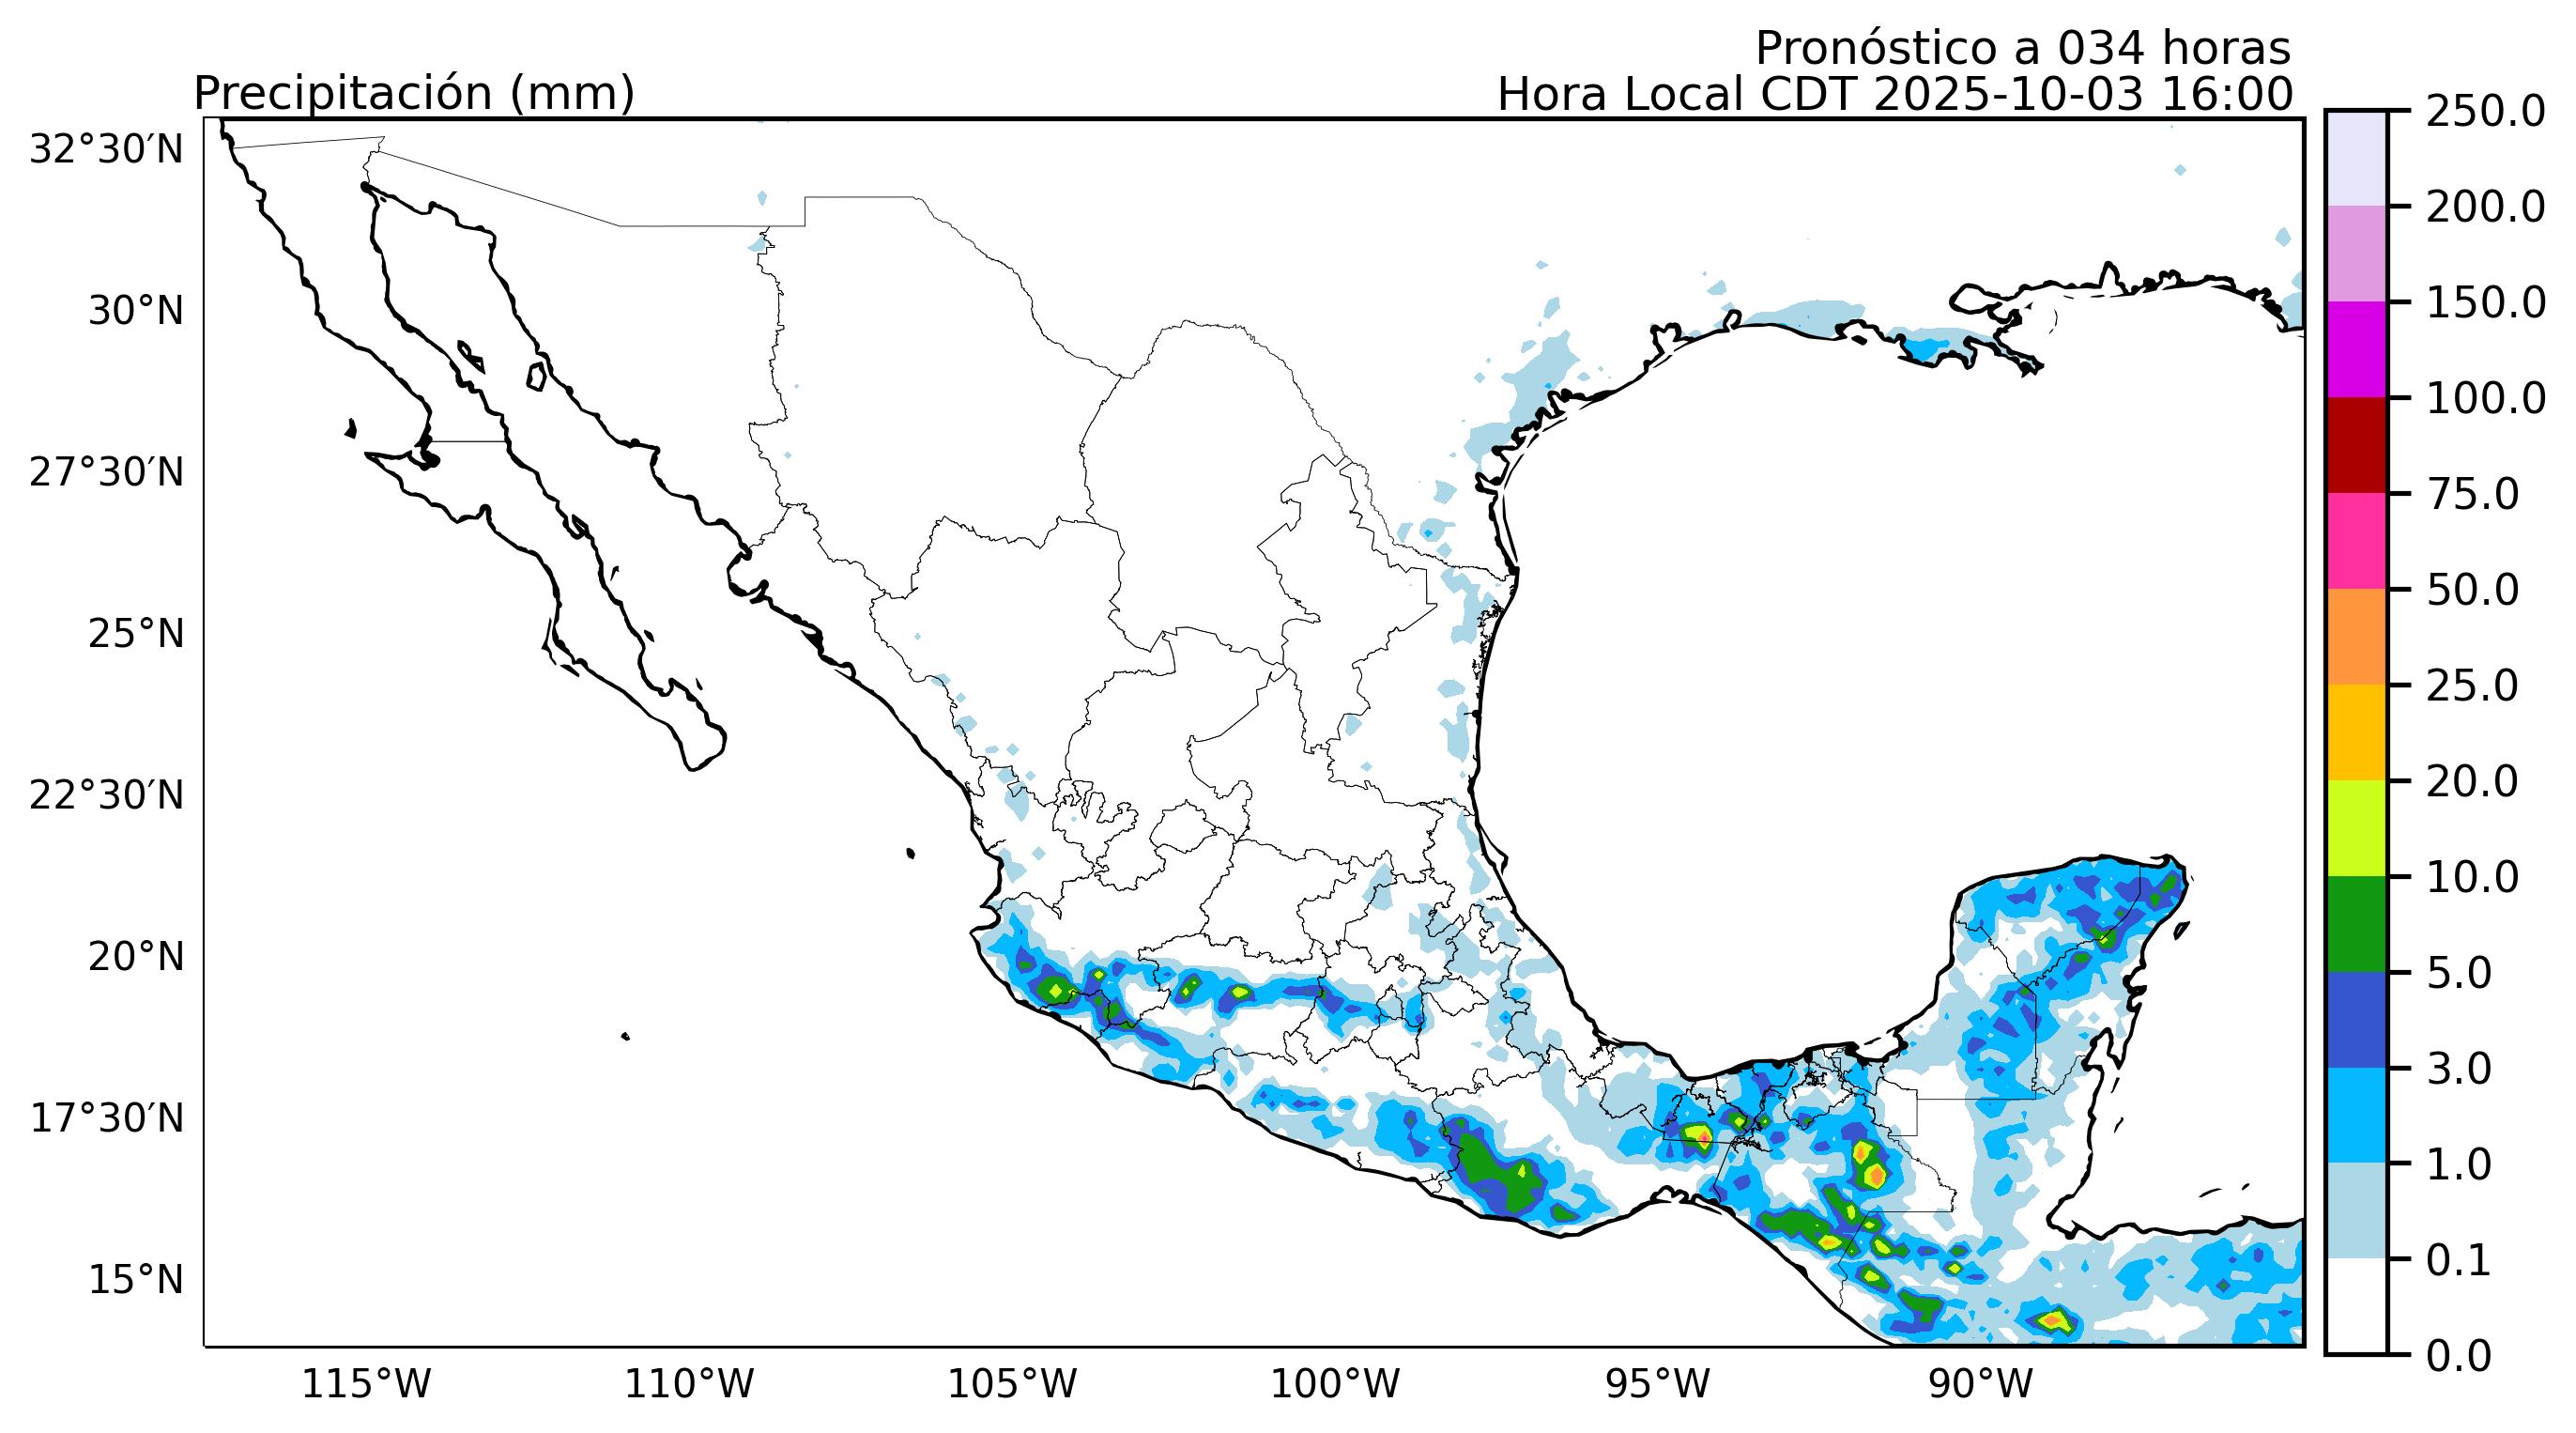 Pronóstico a 034 horas
Precipitación (mm)
Hora Local CDT 2025-10-03 16:00
32°30′N
30°N
27°30′N
25°N
22°30′N
20°N
17°30′N
15°N
115°W
110°W
105°W
100°W
95°W
90°W
250.0
200.0
150.0
100.0
75.0
50.0
25.0
20.0
10.0
5.0
3.0
1.0
0.1
0.0